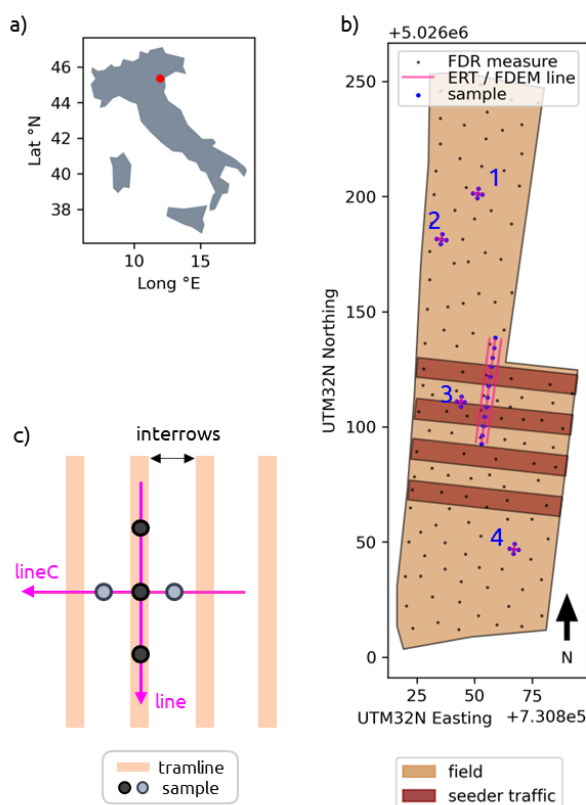 a)
Lat °N
46
44
42
40
38
36
10
15
Long °E
b)
+5.026e6
FDR measure
ERT / FDEM line
sample
UTM32N Northing
250
200
150
100
50
0
1
2
3
4
N
25
50
75
UTM32N Easting
+7.308e5
field
seeder traffic
c)
interrows
lineC
line
tramline
sample